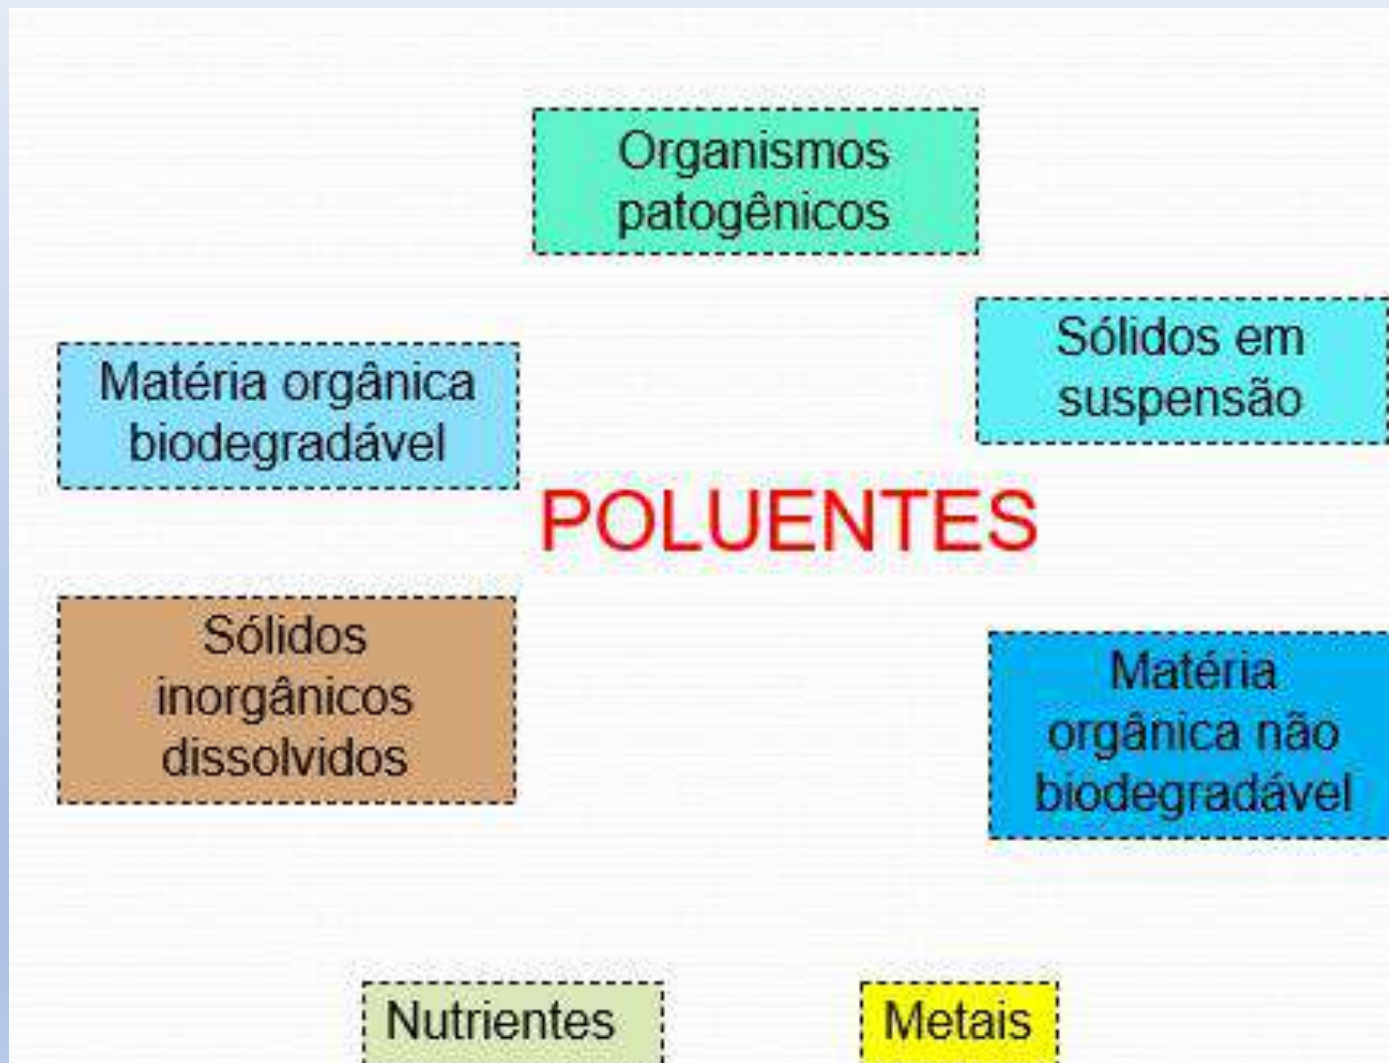 Organismos
patogênicos
Sólidos em
suspensão
Matéria orgânica
biodegradável
POLUENTES
Sólidos
inorgânicos
dissolvidos
Matéria
orgânica não
biodegradável
Nutrientes
Metais